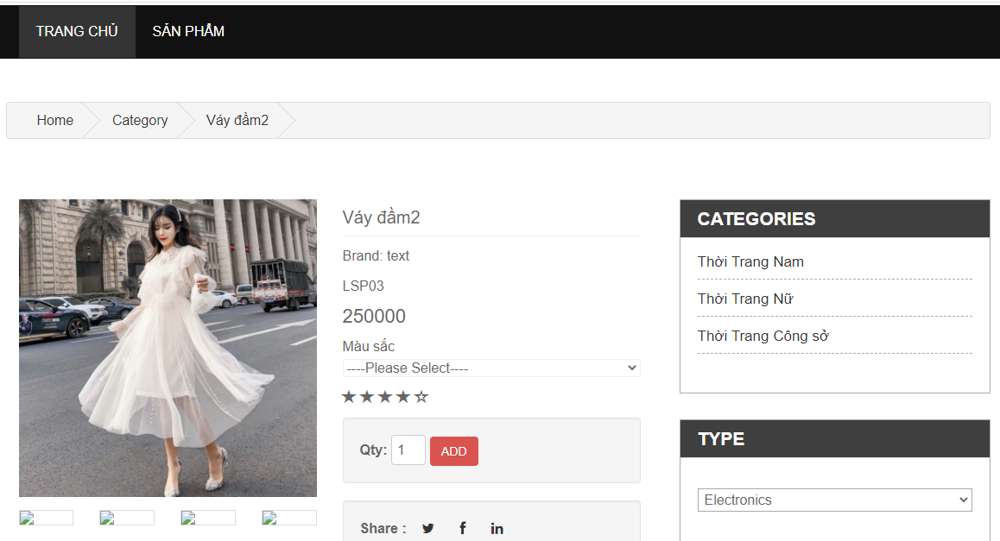 TRANG CHỦ SẢN PHẨM
Home Category Váy đầm2
Váy đầm2
Brand: text
LSP03
250000
Màu sắc
----Please Select----
Qty: 1 ADD
Share :
CATEGORIES
Thời Trang Nam
Thời Trang Nữ
Thời Trang Công sở
TYPE
Electronics